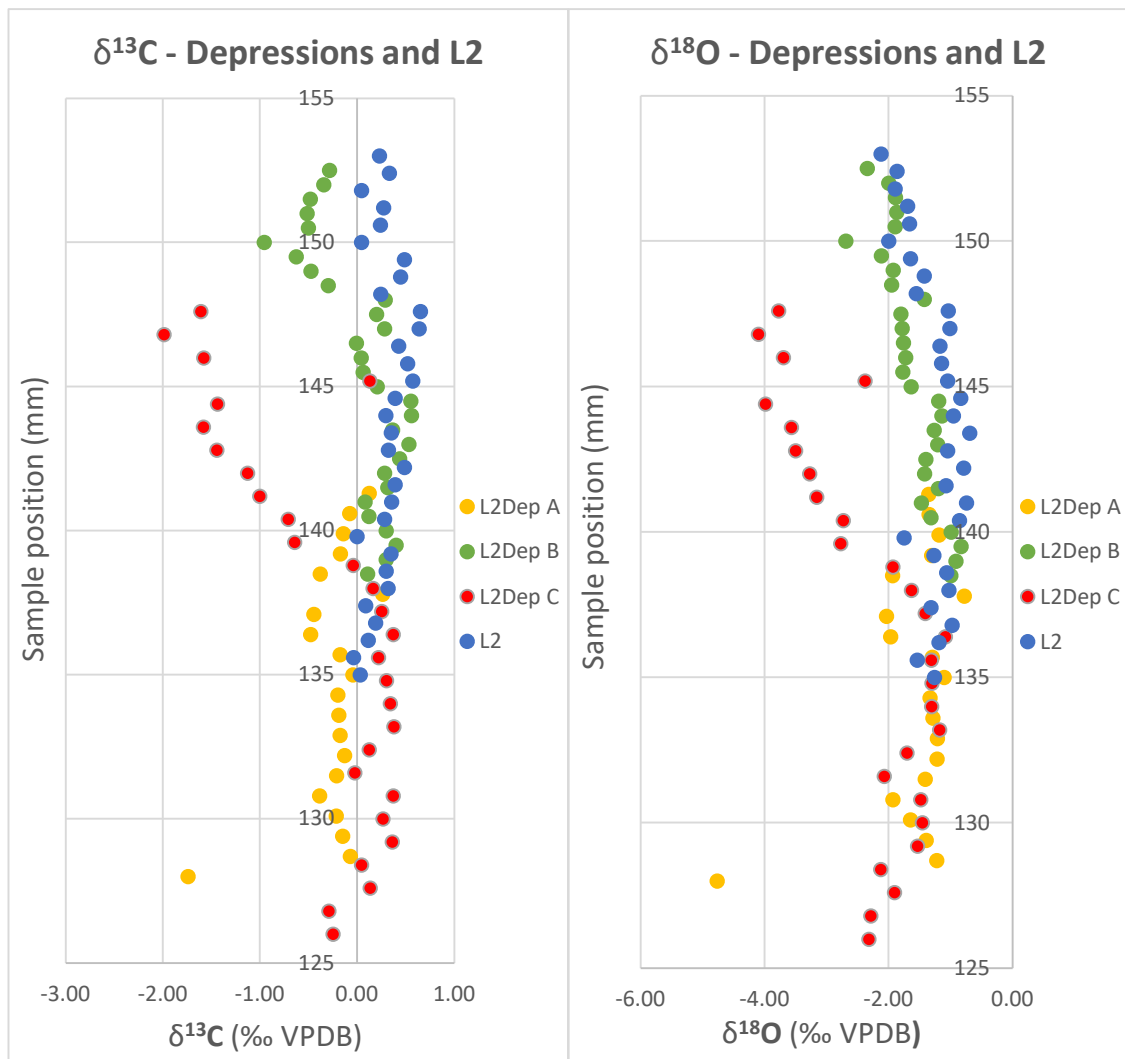 δ¹³C - Depressions and L2
155
150
145
140
135
130
125
-3.00 -2.00 -1.00 0.00 1.00
Sample position (mm)
δ¹³C (‰ VPDB)
L2Dep A
L2Dep B
L2Dep C
L2
δ¹⁸O - Depressions and L2
155
150
145
140
135
130
125
-6.00 -4.00 -2.00 0.00
Sample position (mm)
δ¹⁸O (‰ VPDB)
L2Dep A
L2Dep B
L2Dep C
L2